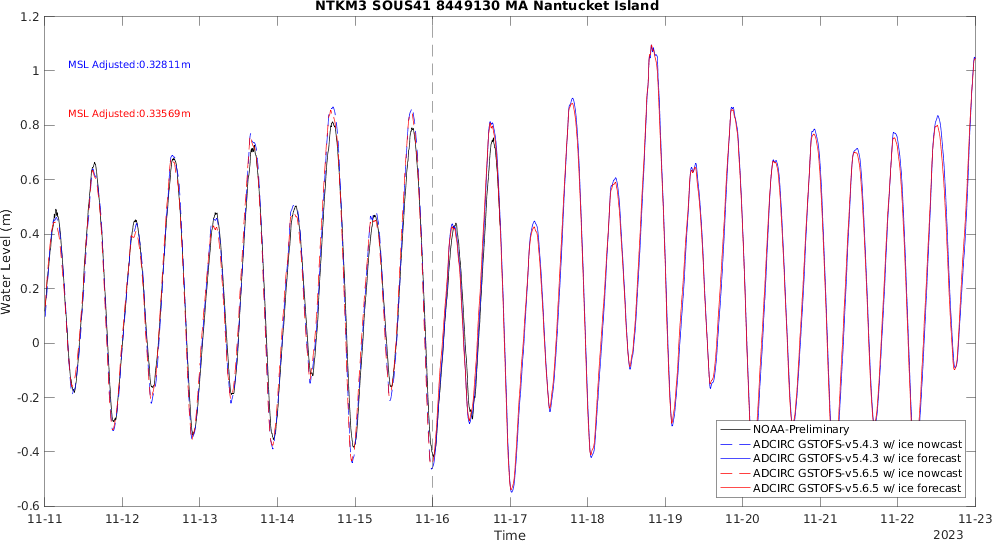 NTKM3 SOUS41 8449130 MA Nantucket Island
1.2
1
0.8
0.6
0.4
0.2
0
-0.2
-0.4
-0.6
Water Level (m)
MSL Adjusted:0.32811m
MSL Adjusted:0.33569m
NOAA-Preliminary
ADCIRC GSTOFS-v5.4.3 w/ ice nowcast
ADCIRC GSTOFS-v5.4.3 w/ ice forecast
ADCIRC GSTOFS-v5.6.5 w/ ice nowcast
ADCIRC GSTOFS-v5.6.5 w/ ice forecast
11-11 11-12 11-13 11-14 11-15 11-16 11-17 11-18 11-19 11-20 11-21 11-22 11-23
Time
2023